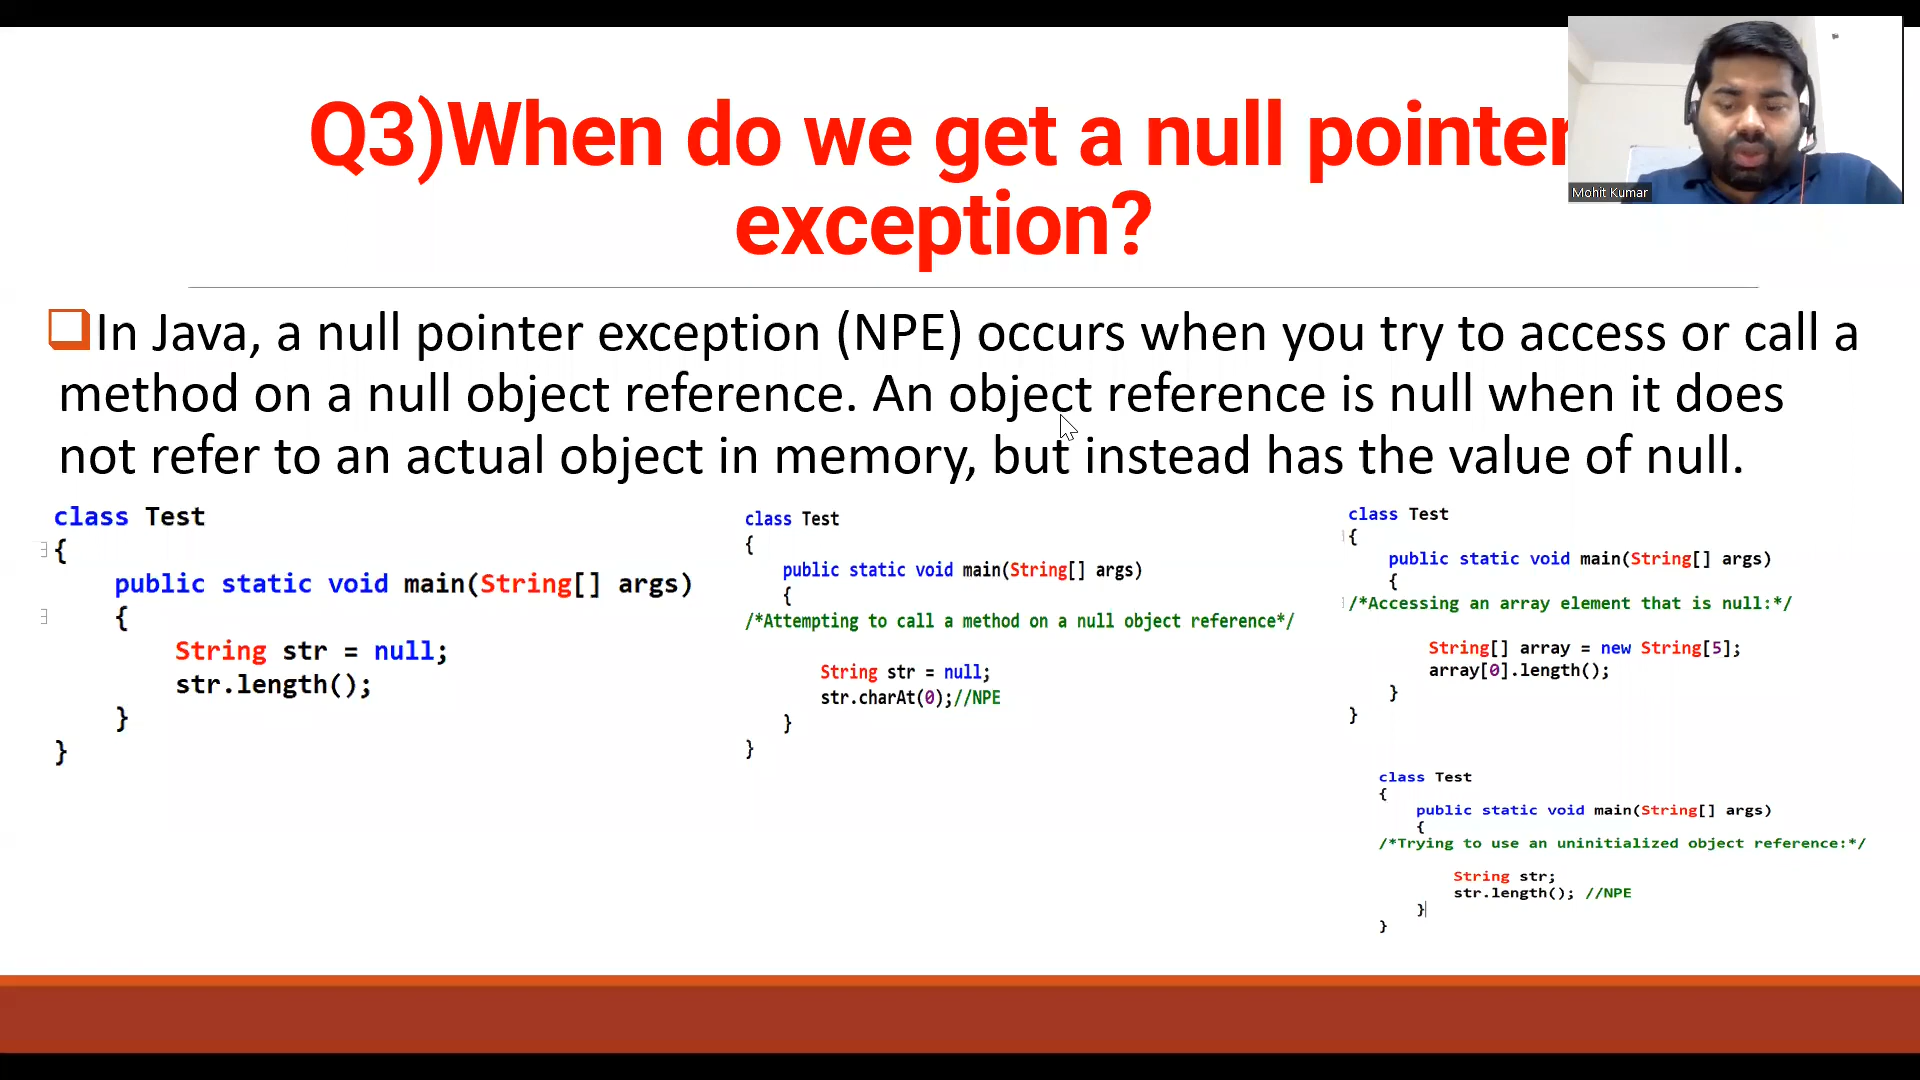 Q3)When do we get a null pointer
exception?
Mohit Kumar
In Java, a null pointer exception (NPE) occurs when you try to access or call a
method on a null object reference. An object reference is null when it does
not refer to an actual object in memory, but instead has the value of null.
class Test
{
public static void main(String[] args)
{
String str = null;
str.length();
}
}
class Test
{
public static void main(String[] args)
{
/*Attempting to call a method on a null object reference*/
String str = null;
str.charAt(0);//NPE
}
}
class Test
{
public static void main(String[] args)
{
/*Accessing an array element that is null:*/
String[] array = new String[5];
array[0].length();
}
}
class Test
{
public static void main(String[] args)
{
/*Trying to use an uninitialized object reference:*/
String str;
str.length(); //NPE
}
}